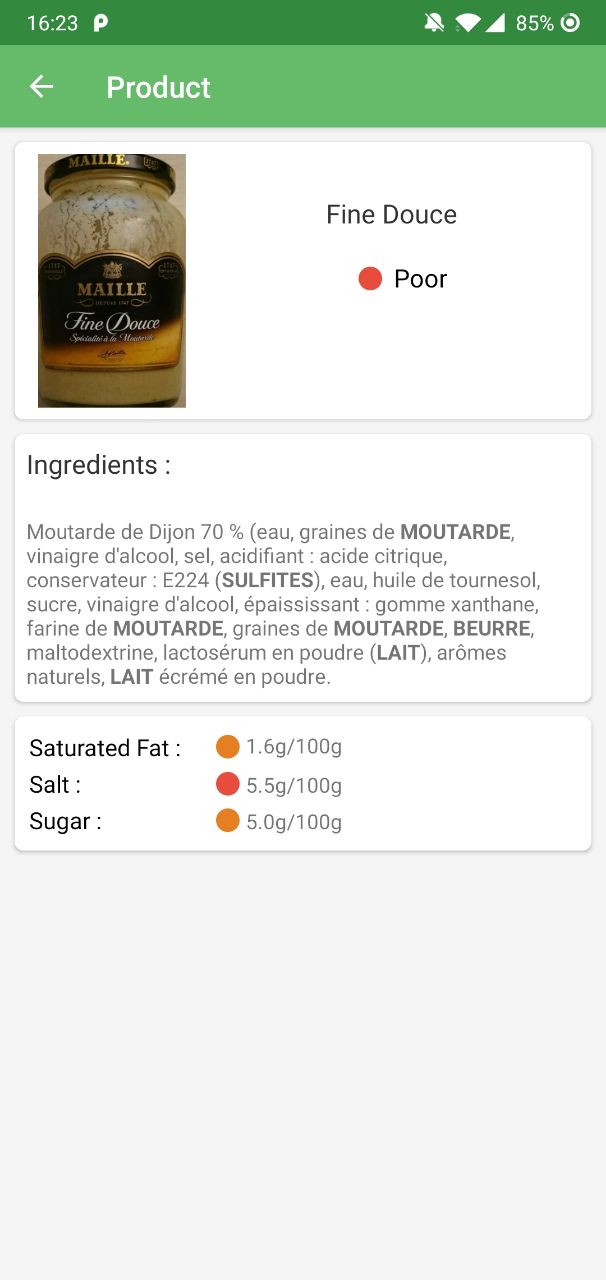 16:23
85%
Product
MAILLE.
MAILLE
DEPUIS 1747
Fine Douce
Spécialité à la Moutarde
Fine Douce
Poor
Ingredients :
Moutarde de Dijon 70 % (eau, graines de MOUTARDE,
vinaigre d'alcool, sel, acidifiant : acide citrique,
conservateur : E224 (SULFITES), eau, huile de tournesol,
sucre, vinaigre d'alcool, épaississant : gomme xanthane,
farine de MOUTARDE, graines de MOUTARDE, BEURRE,
maltodextrine, lactosérum en poudre (LAIT), arômes
naturels, LAIT écrémé en poudre.
Saturated Fat : 1.6g/100g
Salt : 5.5g/100g
Sugar : 5.0g/100g